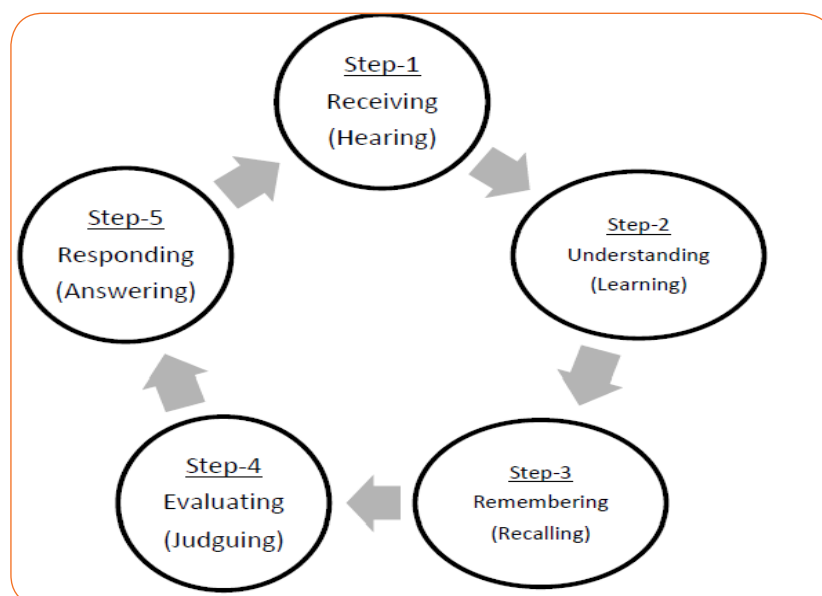 Step-1
Receiving
(Hearing)
Step-2
Understanding
(Learning)
Step-3
Remembering
(Recalling)
Step-4
Evaluating
(Judguing)
Step-5
Responding
(Answering)